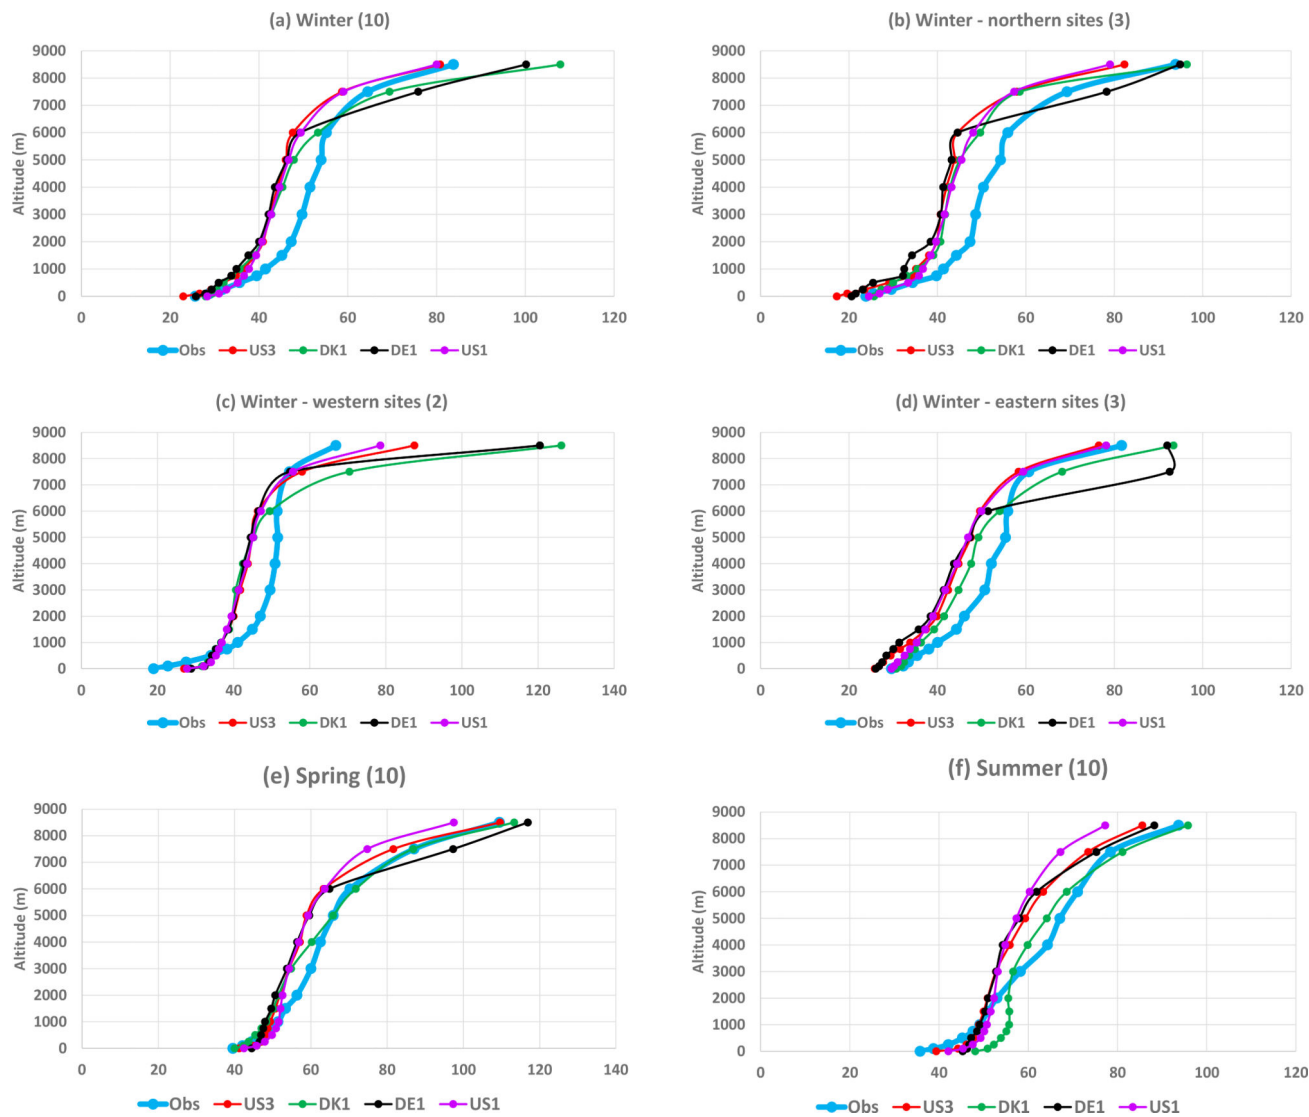 (a) Winter (10)
Altitude (m)
9000
8000
7000
6000
5000
4000
3000
2000
1000
0
0 20 40 60 80 100 120
Obs US3 DK1 DE1 US1
(b) Winter - northern sites (3)
Altitude (m)
9000
8000
7000
6000
5000
4000
3000
2000
1000
0
0 20 40 60 80 100 120
Obs US3 DK1 DE1 US1
(c) Winter - western sites (2)
Altitude (m)
9000
8000
7000
6000
5000
4000
3000
2000
1000
0
0 20 40 60 80 100 120 140
Obs US3 DK1 DE1 US1
(d) Winter - eastern sites (3)
Altitude (m)
9000
8000
7000
6000
5000
4000
3000
2000
1000
0
0 20 40 60 80 100 120
Obs US3 DK1 DE1 US1
(e) Spring (10)
Altitude (m)
9000
8000
7000
6000
5000
4000
3000
2000
1000
0
0 20 40 60 80 100 120 140
Obs US3 DK1 DE1 US1
(f) Summer (10)
Altitude (m)
9000
8000
7000
6000
5000
4000
3000
2000
1000
0
0 20 40 60 80 100 120
Obs US3 DK1 DE1 US1